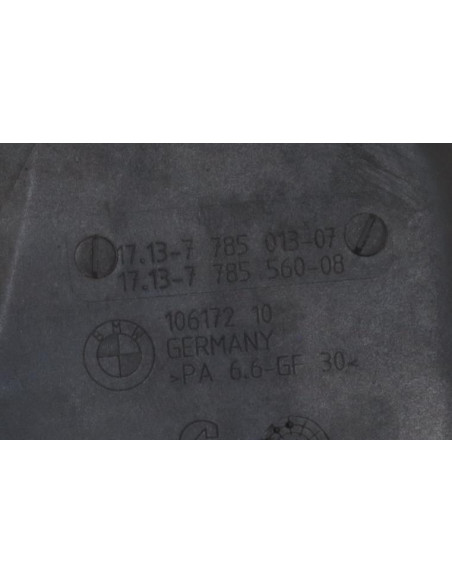 17.13-7 785 013-07
17.13-7 785 560-08
106172 10
BMW
GERMANY
>PA 6.6-GF 30<